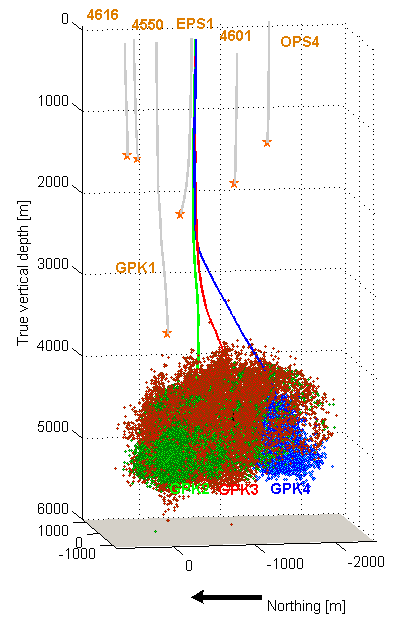 4616
4550
EPS1
4601
OPS4
0
1000
2000
3000
4000
5000
6000
True vertical depth [m]
GPK1
GPK2 GPK3 GPK4
1000
0
-1000
0
-1000
-2000
Northing [m]